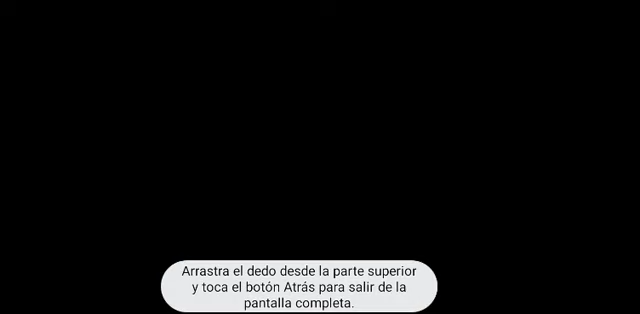 Arrastra el dedo desde la parte superior
y toca el botón Atrás para salir de la
pantalla completa.